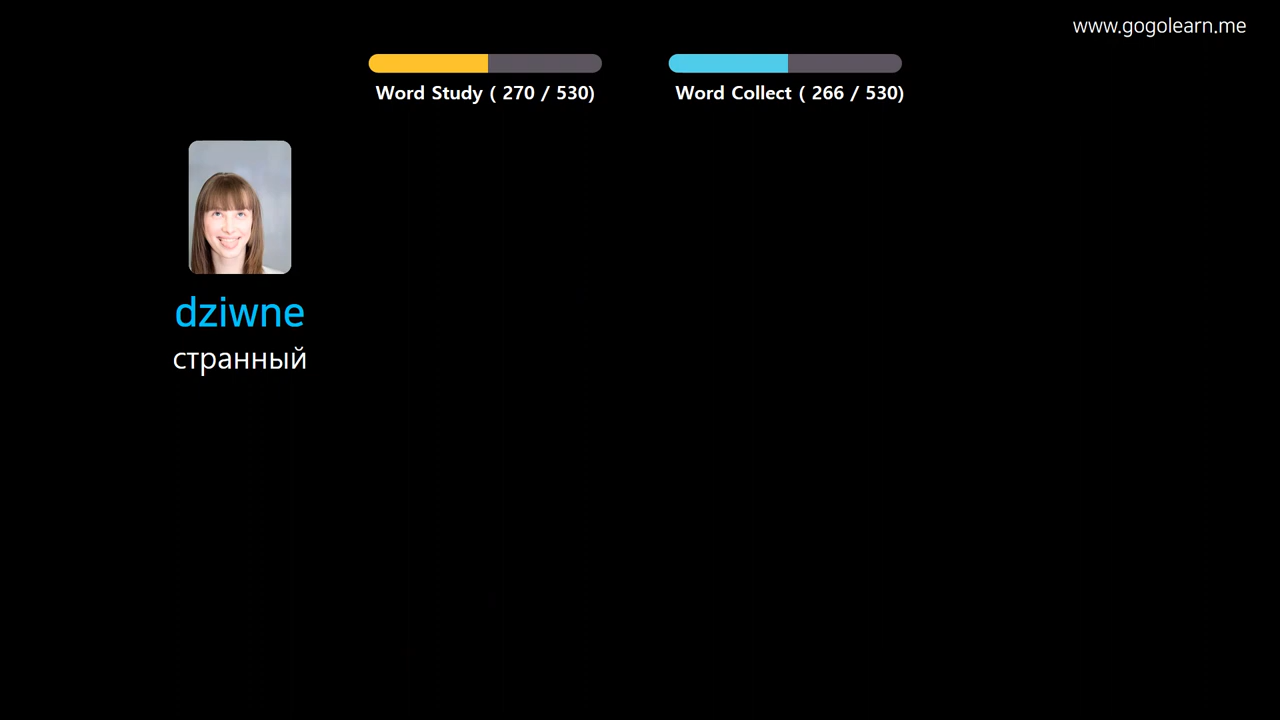 www.gogolearn.me
Word Study ( 270 / 530)
Word Collect ( 266 / 530)
dziwne
странный